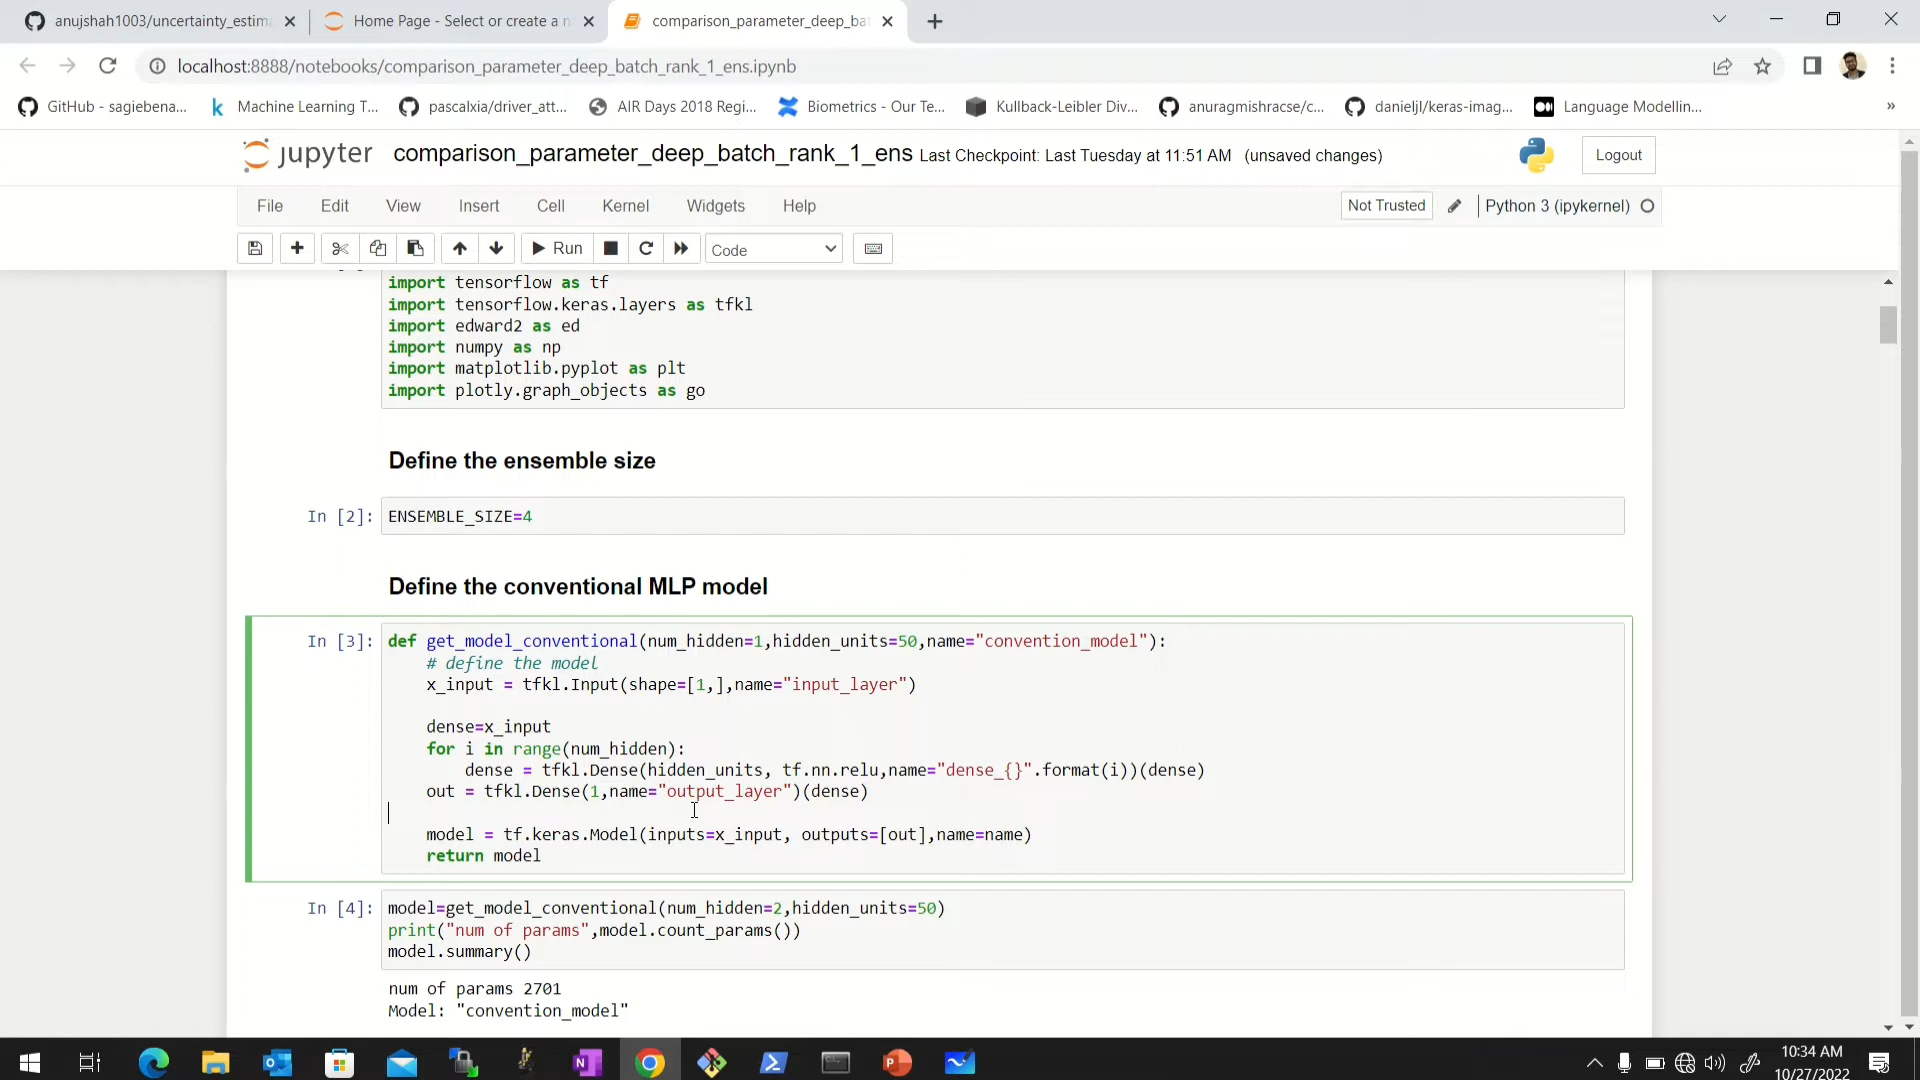 anujshah1003/uncertainty_estim
Home Page - Select or create a n
comparison_parameter_deep_bat
localhost:8888/notebooks/comparison_parameter_deep_batch_rank_1_ens.ipynb
GitHub - sagiebena...
Machine Learning T...
pascalxia/driver_att...
AIR Days 2018 Regi...
Biometrics - Our Te...
Kullback-Leibler Div...
anuragmishracse/c...
danieljl/keras-imag...
Language Modellin...
»
jupyter comparison_parameter_deep_batch_rank_1_ens Last Checkpoint: Last Tuesday at 11:51 AM (unsaved changes)
Logout
File Edit View Insert Cell Kernel Widgets Help
Not Trusted
Python 3 (ipykernel)
Run
Code
import tensorflow as tf
import tensorflow.keras.layers as tfkl
import edward2 as ed
import numpy as np
import matplotlib.pyplot as plt
import plotly.graph_objects as go
Define the ensemble size
In [2]: ENSEMBLE_SIZE=4
Define the conventional MLP model
In [3]: def get_model_conventional(num_hidden=1,hidden_units=50,name="convention_model"):
# define the model
x_input = tfkl.Input(shape=[1,],name="input_layer")
dense=x_input
for i in range(num_hidden):
dense = tfkl.Dense(hidden_units, tf.nn.relu,name="dense_{}".format(i))(dense)
out = tfkl.Dense(1,name="output_layer")(dense)
model = tf.keras.Model(inputs=x_input, outputs=[out],name=name)
return model
In [4]: model=get_model_conventional(num_hidden=2,hidden_units=50)
print("num of params",model.count_params())
model.summary()
num of params 2701
Model: "convention_model"
10:34 AM
10/27/2022